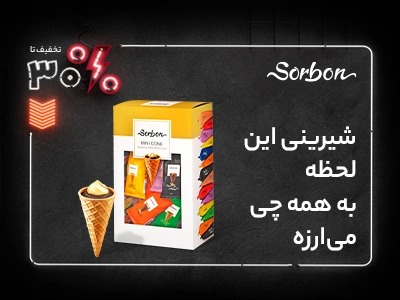 تخفیف تا
۳۰%
Sorbon
شیرینی این
لحظه
به همه چی
می‌ارزه
Sorbon
MINI CONE